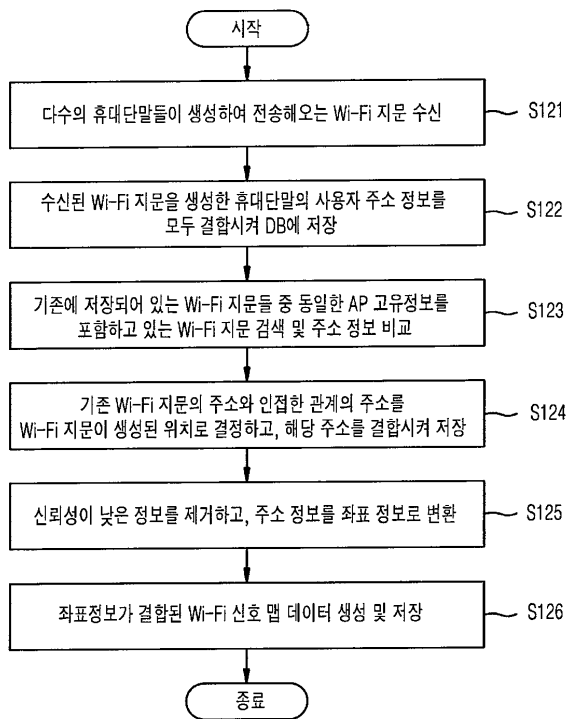 시작
다수의 휴대단말들이 생성하여 전송해오는 Wi-Fi 지문 수신
S121
수신된 Wi-Fi 지문을 생성한 휴대단말의 사용자 주소 정보를
모두 결합시켜 DB에 저장
S122
기존에 저장되어 있는 Wi-Fi 지문들 중 동일한 AP 고유정보를
포함하고 있는 Wi-Fi 지문 검색 및 주소 정보 비교
S123
기존 Wi-Fi 지문의 주소와 인접한 관계의 주소를
Wi-Fi 지문이 생성된 위치로 결정하고, 해당 주소를 결합시켜 저장
S124
신뢰성이 낮은 정보를 제거하고, 주소 정보를 좌표 정보로 변환
S125
좌표정보가 결합된 Wi-Fi 신호 맵 데이터 생성 및 저장
S126
종료